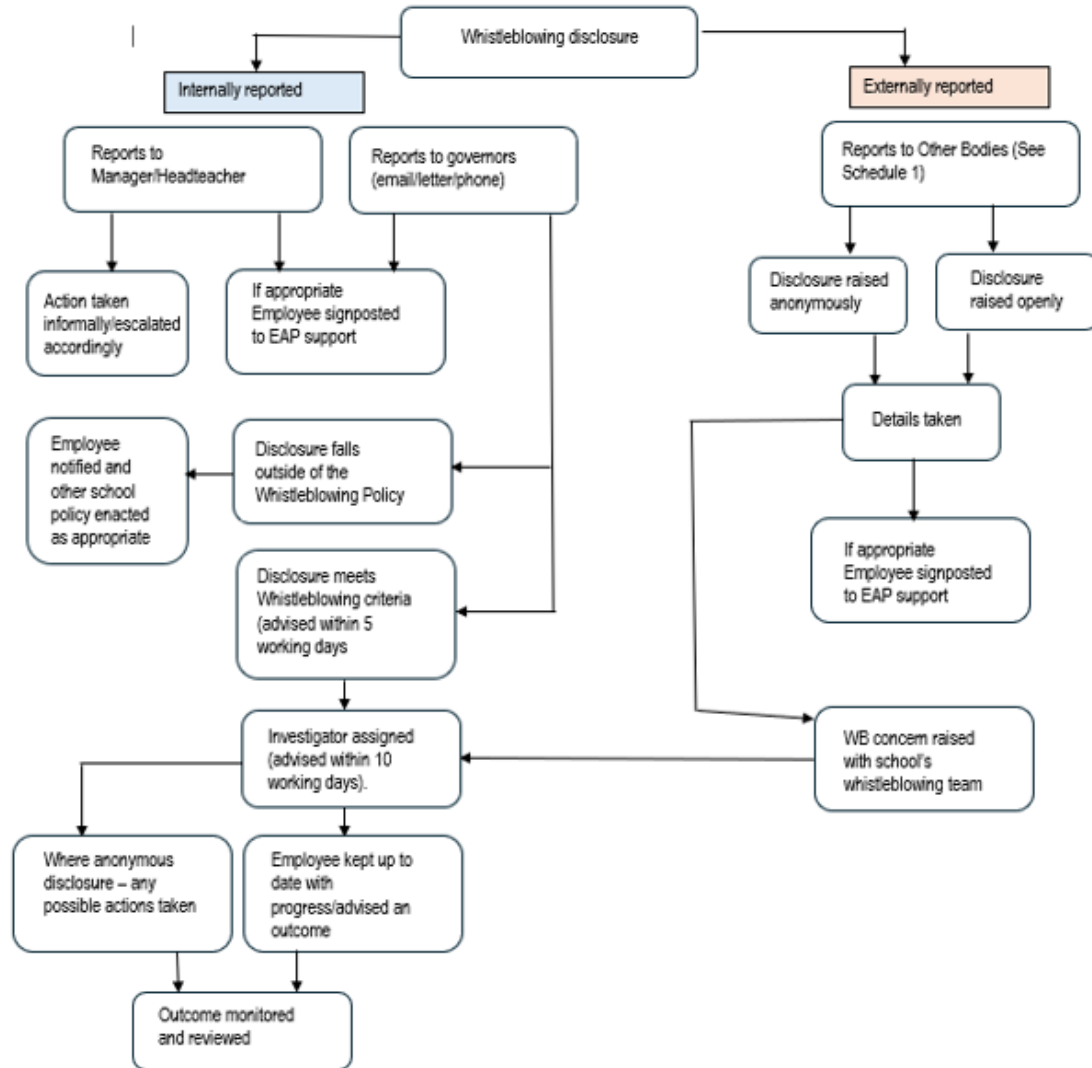 Whistleblowing disclosure
Internally reported
Externally reported
Reports to
Manager/Headteacher
Reports to governors
(email/letter/phone)
Reports to Other Bodies (See
Schedule 1)
Action taken
informally/escalated
accordingly
If appropriate
Employee signposted
to EAP support
Disclosure raised
anonymously
Disclosure
raised openly
Details taken
Employee
notified and
other school
policy enacted
as appropriate
Disclosure falls
outside of the
Whistleblowing Policy
If appropriate
Employee signposted
to EAP support
Disclosure meets
Whistleblowing criteria
(advised within 5
working days
Investigator assigned
(advised within 10
working days).
WB concern raised
with school's
whistleblowing team
Where anonymous
disclosure – any
possible actions taken
Employee kept up to
date with
progress/advised an
outcome
Outcome monitored
and reviewed